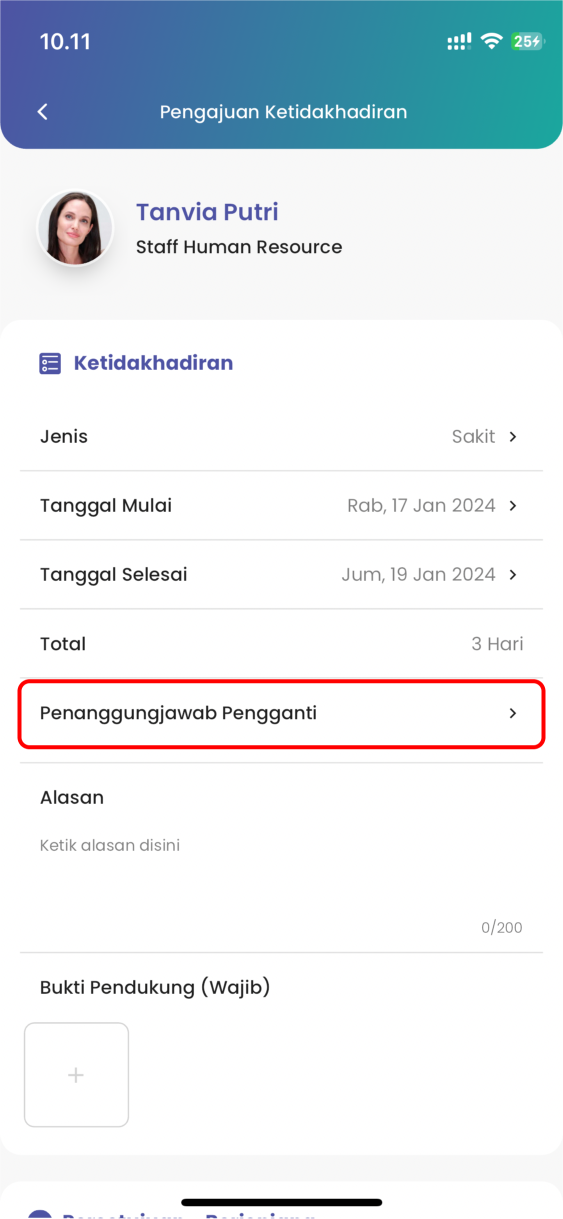 10.11
25
Pengajuan Ketidakhadiran
Tanvia Putri
Staff Human Resource
Ketidakhadiran
Jenis Sakit
Tanggal Mulai Rab, 17 Jan 2024
Tanggal Selesai Jum, 19 Jan 2024
Total 3 Hari
Penanggungjawab Pengganti
Alasan
Ketik alasan disini
0/200
Bukti Pendukung (Wajib)